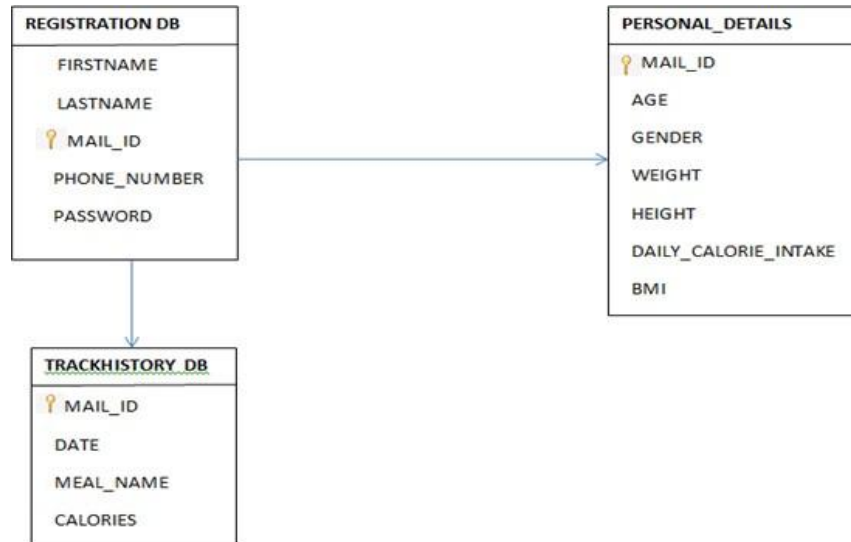 REGISTRATION DB
FIRSTNAME
LASTNAME
MAIL_ID
PHONE_NUMBER
PASSWORD
PERSONAL_DETAILS
MAIL_ID
AGE
GENDER
WEIGHT
HEIGHT
DAILY_CALORIE_INTAKE
BMI
TRACKHISTORY DB
MAIL_ID
DATE
MEAL_NAME
CALORIES